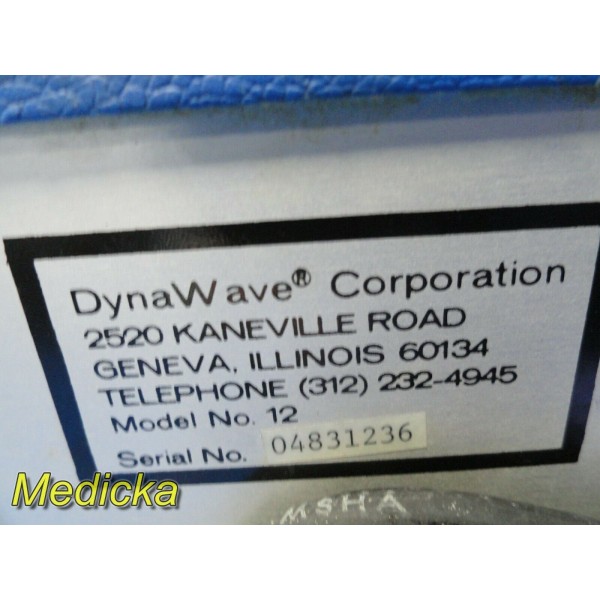 DynaWave® Corporation
2520 KANEVILLE ROAD
GENEVA, ILLINOIS 60134
TELEPHONE (312) 232-4945
Model No. 12
Serial No. 04831236
Medicka
MSHA